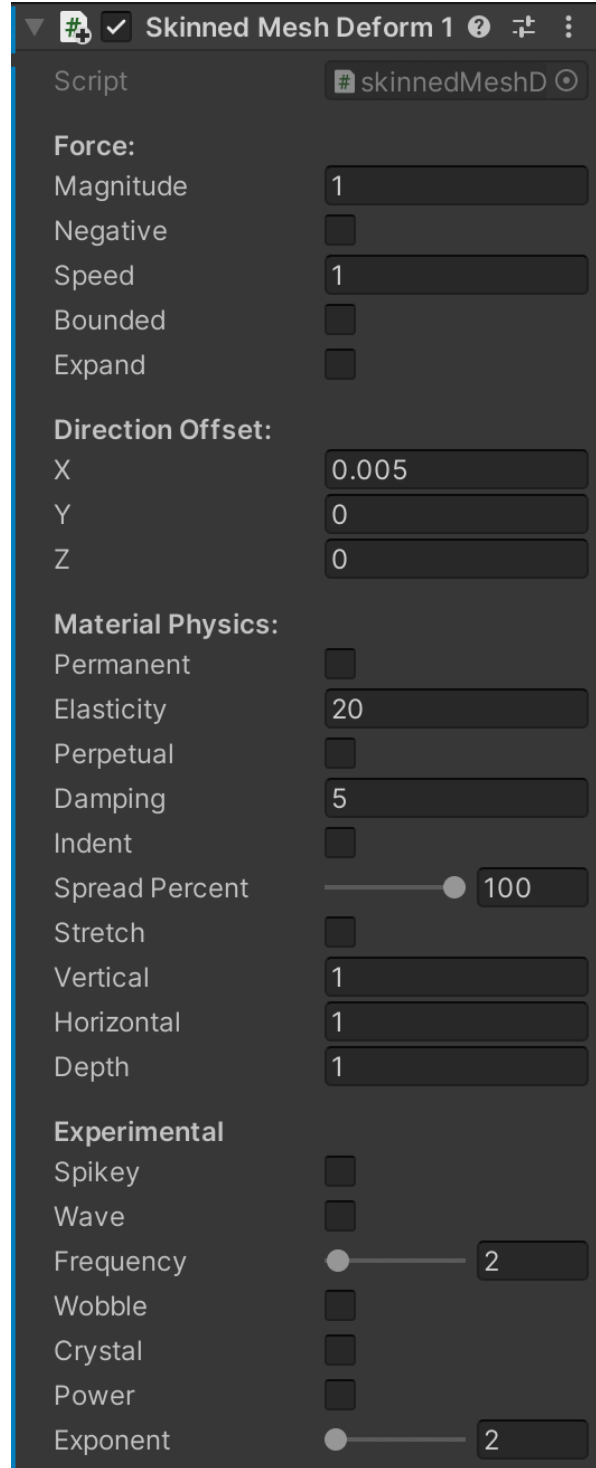 Skinned Mesh Deform 1
Script skinnedMeshD
Force:
Magnitude 1
Negative
Speed 1
Bounded
Expand
Direction Offset:
X 0.005
Y 0
Z 0
Material Physics:
Permanent
Elasticity 20
Perpetual
Damping 5
Indent
Spread Percent 100
Stretch
Vertical 1
Horizontal 1
Depth 1
Experimental
Spikey
Wave
Frequency 2
Wobble
Crystal
Power
Exponent 2